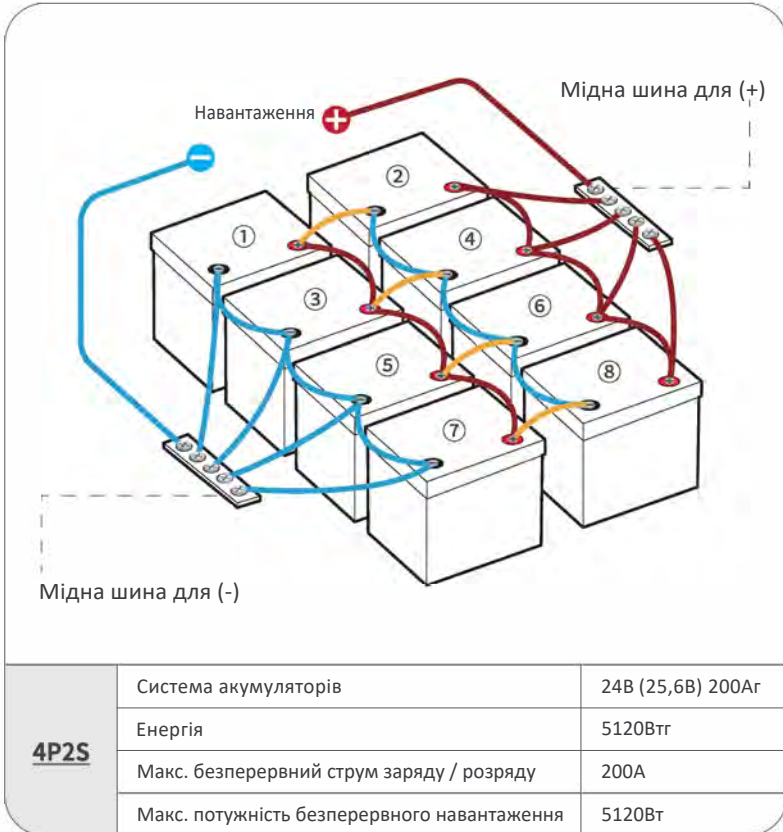 Мідна шина для (+)
Навантаження
②
①
④
③
⑥
⑤
⑧
⑦
Мідна шина для (-)
4P2S
Система акумуляторів 24В (25,6В) 200Аг
Енергія 5120Втг
Макс. безперервний струм заряду / розряду 200А
Макс. потужність безперервного навантаження 5120Вт